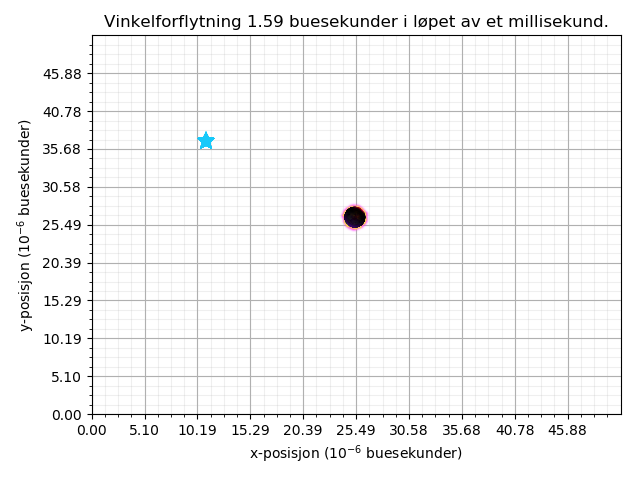 Vinkelforflytning 1.59 buesekunder i løpet av et millisekund.
45.88
40.78
35.68
30.58
25.49
20.39
15.29
10.19
5.10
0.00
y-posisjon (10⁻⁶ buesekunder)
0.00 5.10 10.19 15.29 20.39 25.49 30.58 35.68 40.78 45.88
x-posisjon (10⁻⁶ buesekunder)